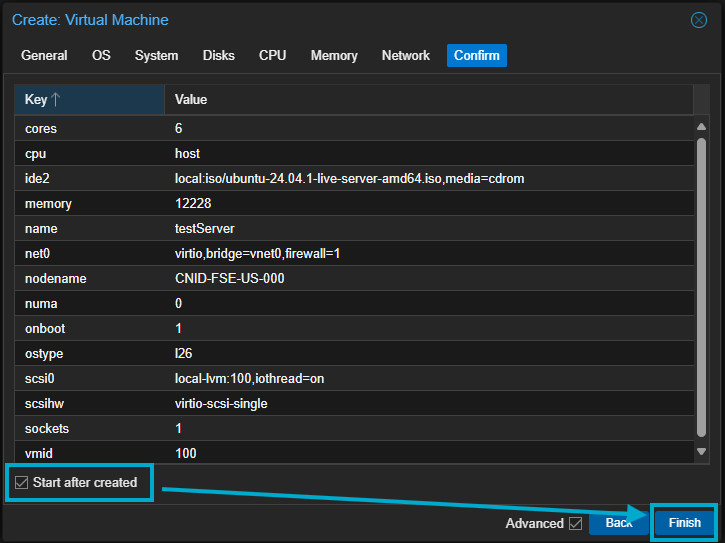 Create: Virtual Machine
General OS System Disks CPU Memory Network Confirm
Key Value
cores 6
cpu host
ide2 local:iso/ubuntu-24.04.1-live-server-amd64.iso,media=cdrom
memory 12228
name testServer
net0 virtio,bridge=vnet0,firewall=1
nodename CNID-FSE-US-000
numa 0
onboot 1
ostype l26
scsi0 local-lvm:100,iothread=on
scsihw virtio-scsi-single
sockets 1
vmid 100
Start after created
Advanced Back Finish